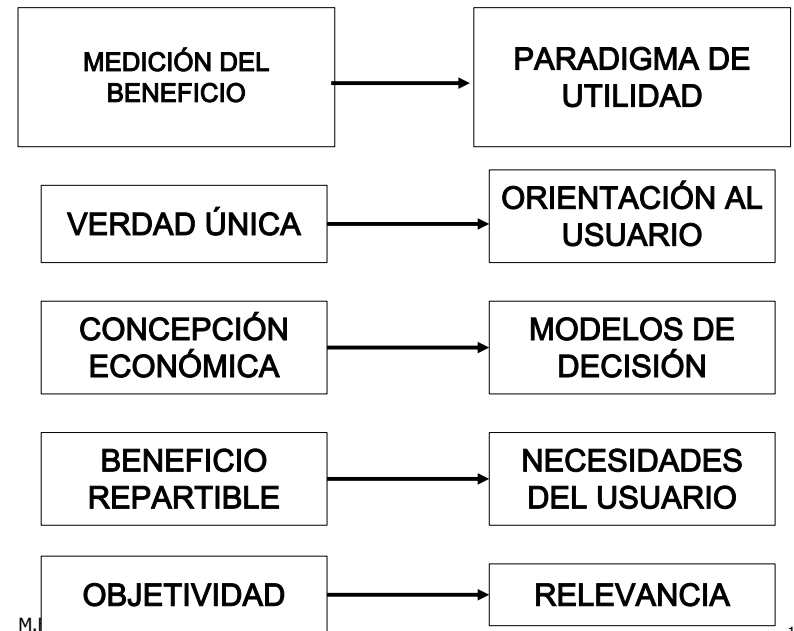 MEDICIÓN DEL
BENEFICIO
PARADIGMA DE
UTILIDAD
VERDAD ÚNICA
ORIENTACIÓN AL
USUARIO
CONCEPCIÓN
ECONÓMICA
MODELOS DE
DECISIÓN
BENEFICIO
REPARTIBLE
NECESIDADES
DEL USUARIO
OBJETIVIDAD
RELEVANCIA